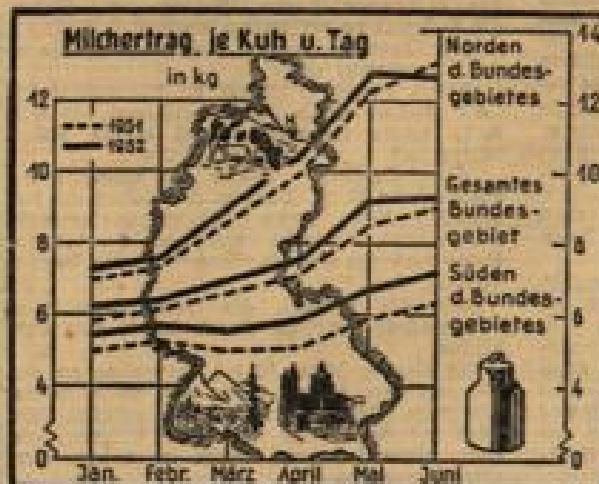 Milchertrag je Kuh u. Tag
in kg
1951
1952
Norden
d. Bundes-
gebietes
Gesamtes
Bundes-
gebiet
Süden
d. Bundes-
gebietes
12
10
8
6
4
0
14
12
10
8
6
4
0
Jan. Febr. März April Mai Juni